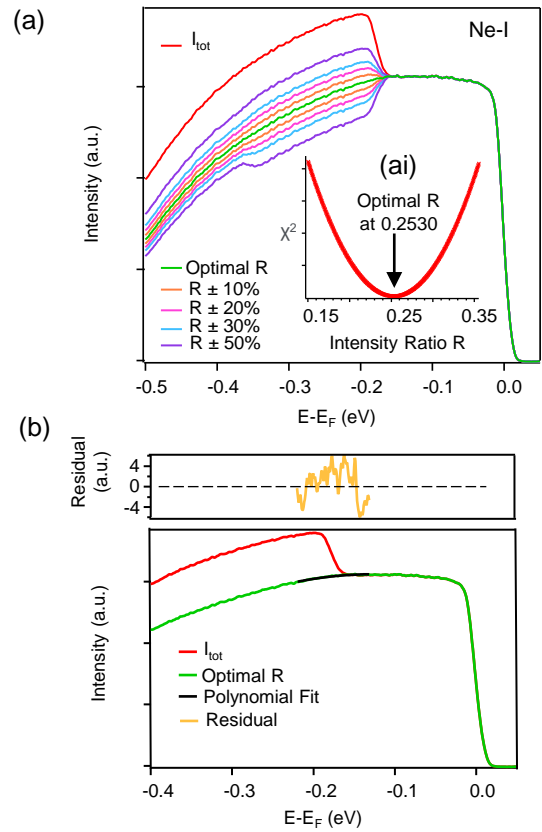 (a)
I_tot
Ne-I
Intensity (a.u.)
(ai)
Optimal R
at 0.2530
χ²
0.15
0.25
0.35
Intensity Ratio R
Optimal R
R ± 10%
R ± 20%
R ± 30%
R ± 50%
-0.5
-0.4
-0.3
-0.2
-0.1
0.0
E-E_F (eV)
(b)
Residual
(a.u.)
4
0
-4
Intensity (a.u.)
I_tot
Optimal R
Polynomial Fit
Residual
-0.4
-0.3
-0.2
-0.1
0.0
E-E_F (eV)